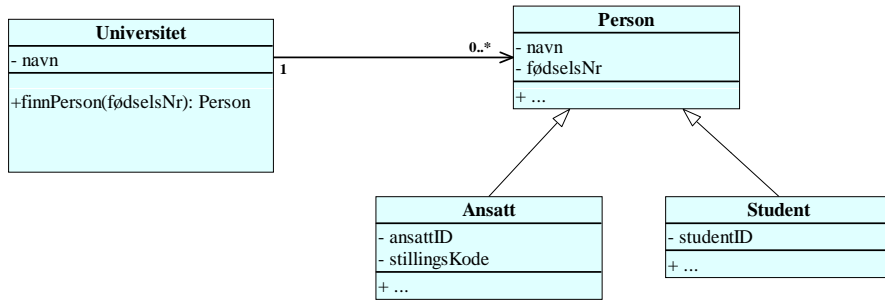 Universitet
- navn
+finnPerson(fødselsNr): Person
1
0..*
Person
- navn
- fødselsNr
+ ...
Ansatt
- ansattID
- stillingsKode
+ ...
Student
- studentID
+ ...